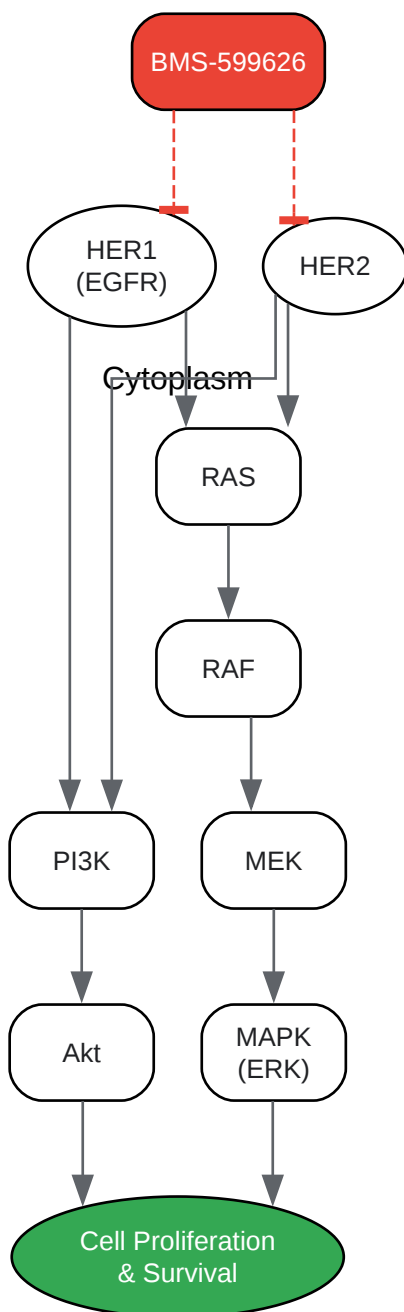 BMS-599626
HER1
(EGFR)
HER2
Cytoplasm
RAS
RAF
PI3K
MEK
Akt
MAPK
(ERK)
Cell Proliferation
& Survival